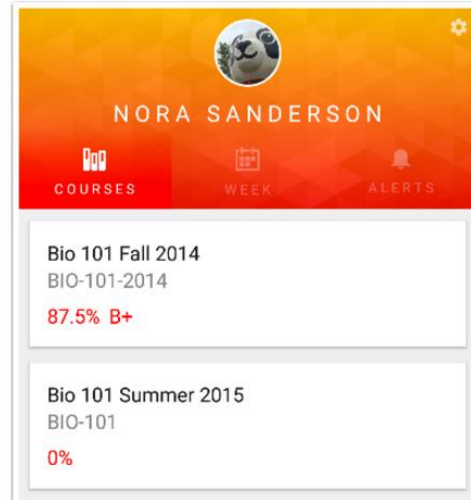 NORA SANDERSON
COURSES
WEEK
ALERTS
Bio 101 Fall 2014
BIO-101-2014
87.5% B+
Bio 101 Summer 2015
BIO-101
0%